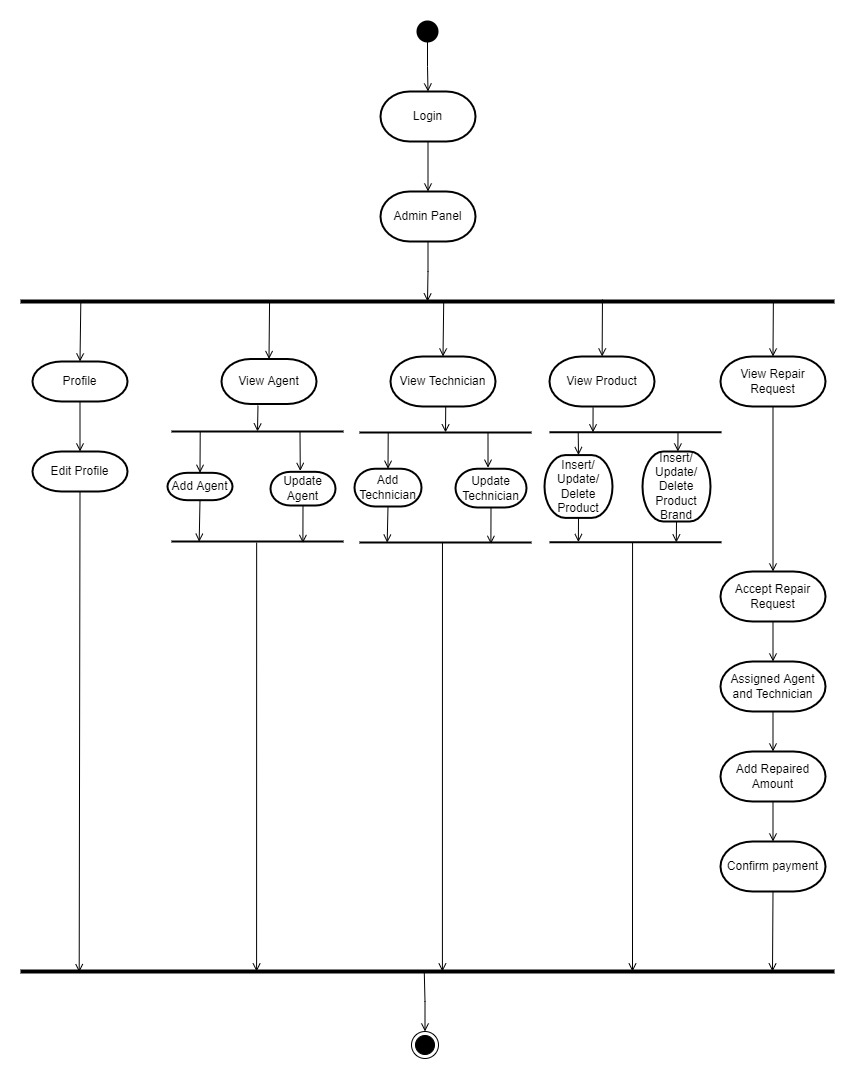 Login
Admin Panel
Profile
View Agent
View Technician
View Product
View Repair
Request
Edit Profile
Add Agent
Update
Agent
Add
Technician
Update
Technician
Insert/
Update/
Delete
Product
Insert/
Update/
Delete
Product
Brand
Accept Repair
Request
Assigned Agent
and Technician
Add Repaired
Amount
Confirm payment